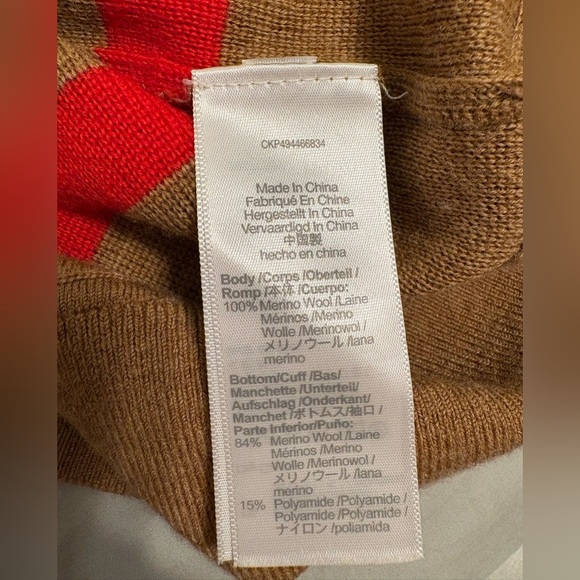 CKP494466834
Made In China
Fabriqué En Chine
Hergestellt In China
Vervaardigd In China
中国製
hecho en china
Body /Corps /Oberteil /
Romp /本体 /Cuerpo:
100% Merino Wool /Laine
Mérinos /Merino
Wolle /Merinowol /
メリノウール /lana
merino
Bottom/Cuff /Bas/
Manchette /Unterteil/
Aufschlag /Onderkant/
Manchet /ボトムス/袖口 /
Parte Inferior/Puño:
84% Merino Wool /Laine
Mérinos /Merino
Wolle /Merinowol /
メリノウール /lana
merino
15% Polyamide /Polyamide
/Polyamide /Polyamide /
ナイロン /poliamida